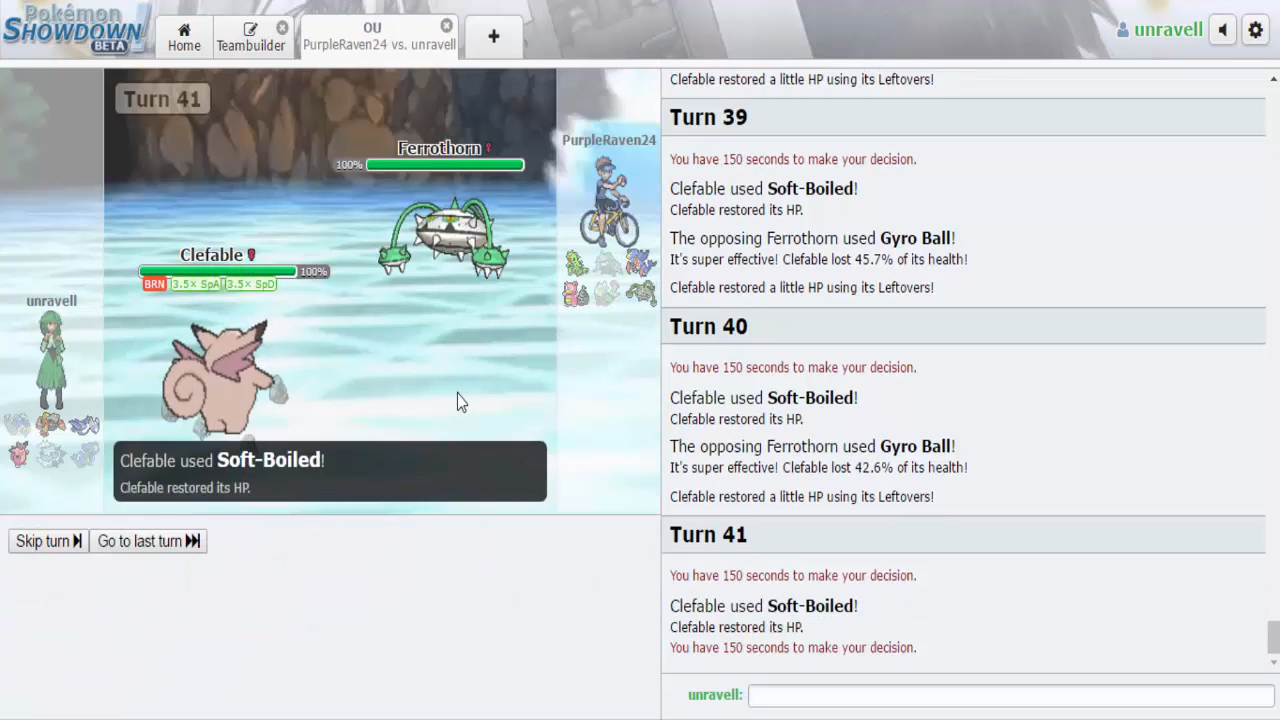 Pokémon
SHOWDOWN
BETA
Home
Teambuilder
OU
PurpleRaven24 vs. unravell
+
unravell
Turn 41
Ferrothorn
100%
PurpleRaven24
Clefable
100%
BRN 3.5× SpA 3.5× SpD
unravell
Clefable used Soft-Boiled!
Clefable restored its HP.
Skip turn
Go to last turn
Clefable restored a little HP using its Leftovers!
Turn 39
You have 150 seconds to make your decision.
Clefable used Soft-Boiled!
Clefable restored its HP.
The opposing Ferrothorn used Gyro Ball!
It's super effective! Clefable lost 45.7% of its health!
Clefable restored a little HP using its Leftovers!
Turn 40
You have 150 seconds to make your decision.
Clefable used Soft-Boiled!
Clefable restored its HP.
The opposing Ferrothorn used Gyro Ball!
It's super effective! Clefable lost 42.6% of its health!
Clefable restored a little HP using its Leftovers!
Turn 41
You have 150 seconds to make your decision.
Clefable used Soft-Boiled!
Clefable restored its HP.
You have 150 seconds to make your decision.
unravell: